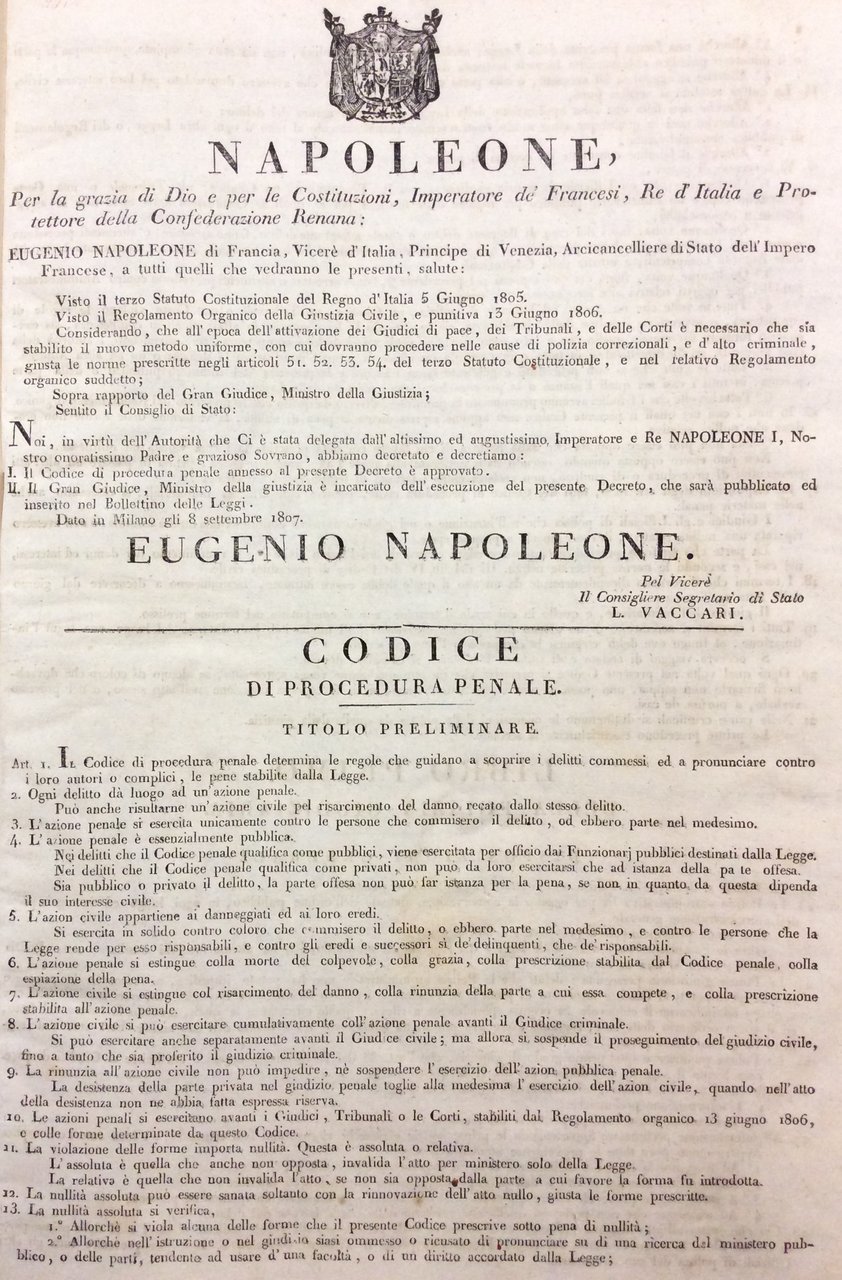 NAPOLEONE,
Per la grazia di Dio e per le Costituzioni, Imperatore de' Francesi, Re d'Italia e Pro-
tettore della Confederazione Renana:
EUGENIO NAPOLEONE di Francia, Vicerè d'Italia, Principe di Venezia, Arcicancelliere di Stato dell'Impero
Francese, a tutti quelli che vedranno le presenti, salute:
Visto il terzo Statuto Costituzionale del Regno d'Italia 5 Giugno 1805.
Visto il Regolamento Organico della Giustizia Civile, e punitiva 13 Giugno 1806.
Considerando, che all'epoca dell'attivazione dei Giudici di pace, dei Tribunali, e delle Corti è necessario che sia
stabilito il nuovo metodo uniforme, con cui dovranno procedere nelle cause di polizia correzionali, e d'alto criminale,
giusta le norme prescritte negli articoli 51. 52. 53. 54. del terzo Statuto Costituzionale, e nel relativo Regolamento
organico suddetto;
Sopra rapporto del Gran Giudice, Ministro della Giustizia;
Sentito il Consiglio di Stato:
Noi, in virtù dell'Autorità che Ci è stata delegata dall'altissimo ed augustissimo Imperatore e Re NAPOLEONE I, No-
stro onoratissimo Padre e grazioso Sovrano, abbiamo decretato e decretiamo:
I. Il Codice di procedura penale annesso al presente Decreto è approvato.
II. Il Gran Giudice, Ministro della giustizia è incaricato dell'esecuzione del presente Decreto, che sarà pubblicato ed
inserito nel Bollettino delle Leggi.
Dato in Milano gli 8 settembre 1807.
EUGENIO NAPOLEONE.
Pel Vicerè
Il Consigliere Segretario di Stato
L. VACCARI.
CODICE
DI PROCEDURA PENALE.
TITOLO PRELIMINARE.
Art. 1. IL Codice di procedura penale determina le regole che guidano a scoprire i delitti commessi ed a pronunciare contro
i loro autori o complici, le pene stabilite dalla Legge.
2. Ogni delitto dà luogo ad un'azione penale.
Può anche risultarne un'azione civile pel risarcimento del danno recato dallo stesso delitto.
3. L'azione penale si esercita unicamente contro le persone che commisero il delitto, od ebbero parte nel medesimo.
4. L'azione penale è essenzialmente pubblica.
Nei delitti che il Codice penale qualifica come pubblici, viene esercitata per officio dai Funzionarj pubblici destinati dalla Legge.
Nei delitti che il Codice penale qualifica come privati, non può da loro esercitarsi che ad istanza della pa te offesa.
Sia pubblico o privato il delitto, la parte offesa non può far istanza per la pena, se non in quanto da questa dipenda
il suo interesse civile.
5. L'azion civile appartiene ai danneggiati ed ai loro eredi.
Si esercita in solido contro coloro che commisero il delitto, o ebbero parte nel medesimo, e contro le persone che la
Legge rende per esso risponsabili, e contro gli eredi e successori sì de'delinquenti, che de'risponsabili.
6. L'azione penale si estingue colla morte del colpevole, colla grazia, colla prescrizione stabilita dal Codice penale, colla
espiazione della pena.
7. L'azione civile si estingue col risarcimento del danno, colla rinunzia della parte a cui essa compete, e colla prescrizione
stabilita all'azione penale.
8. L'azione civile si può esercitare cumulativamente coll'azione penale avanti il Giudice criminale.
Si può esercitare anche separatamente avanti il Giudice civile; ma allora si sospende il proseguimento del giudizio civile,
fino a tanto che sia proferito il giudizio criminale.
9. La rinunzia all'azione civile non può impedire, nè sospendere l'esercizio dell'azion pubblica penale.
La desistenza della parte privata nel giudizio penale toglie alla medesima l'esercizio dell'azion civile, quando nell'atto
della desistenza non ne abbia fatta espressa riserva.
10. Le azioni penali si esercitano avanti i Giudici, Tribunali o le Corti, stabiliti dal Regolamento organico 13 giugno 1806,
e colle forme determinate da questo Codice.
11. La violazione delle forme importa nullità. Questa è assoluta o relativa.
L'assoluta è quella che anche non opposta, invalida l'atto per ministero solo della Legge.
La relativa è quella che non invalida l'atto, se non sia opposta dalla parte a cui favore la forma fu introdotta.
12. La nullità assoluta può essere sanata soltanto con la rinnovazione dell'atto nullo, giusta le forme prescritte.
13. La nullità assoluta si verifica,
1.° Allorchè si viola alcuna delle forme che il presente Codice prescrive sotto pena di nullità;
2.° Allorchè nell'istruzione o nel giudizio siasi ommesso o ricusato di pronunciare su di una ricerca del ministero pub-
blico, o delle parti, tendente ad usare d'una facoltà, o di un diritto accordato dalla Legge;